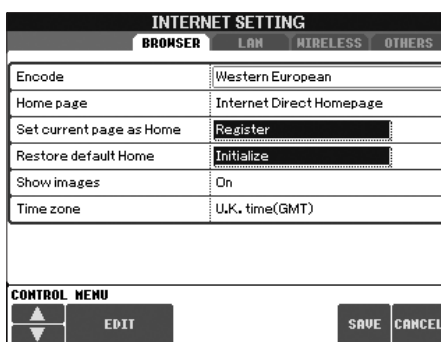 INTERNET SETTING
BROWSER LAN WIRELESS OTHERS
Encode Western European
Home page Internet Direct Homepage
Set current page as Home Register
Restore default Home Initialize
Show images On
Time zone U.K. time(GMT)
CONTROL MENU
EDIT SAVE CANCEL